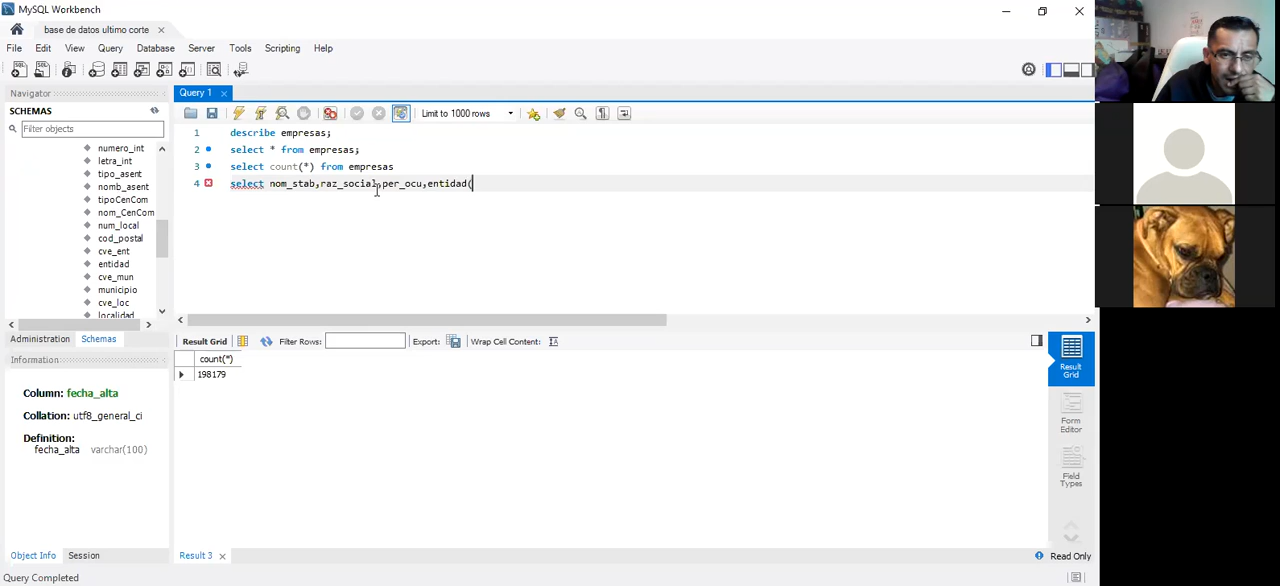 MySQL Workbench
base de datos ultimo corte
File Edit View Query Database Server Tools Scripting Help
Navigator
SCHEMAS
Filter objects
numero_int
letra_int
tipo_asent
nomb_asent
tipoCenCom
nom_CenCom
num_local
cod_postal
cve_ent
entidad
cve_mun
municipio
cve_loc
localidad
Administration Schemas
Information
Column: fecha_alta
Collation: utf8_general_ci
Definition:
fecha_alta varchar(100)
Object Info Session
Query Completed
Query 1
Limit to 1000 rows
1 describe empresas;
2 select * from empresas;
3 select count(*) from empresas
4 select nom_stab,raz_social,per_ocu,entidad(
Result Grid Filter Rows: Export: Wrap Cell Content:
count(*)
198179
Result Grid
Form Editor
Field Types
Result 3
Read Only